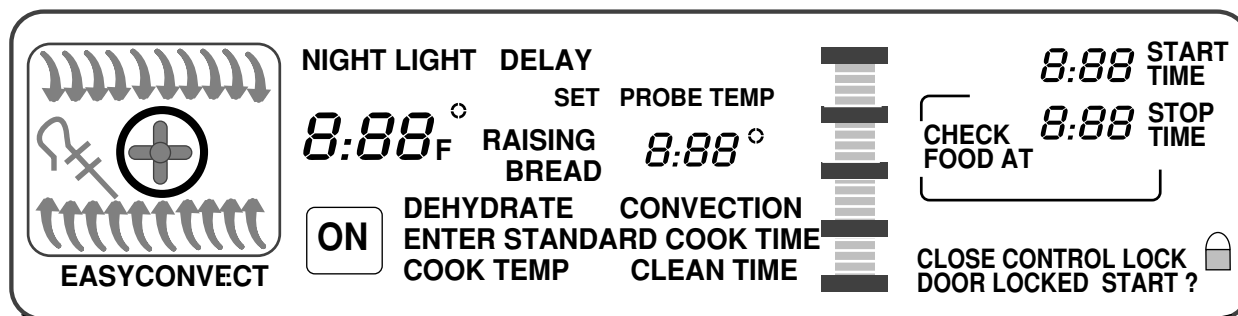 NIGHT LIGHT DELAY
SET PROBE TEMP
8:88°F RAISING BREAD 8:88°
ON
DEHYDRATE CONVECTION
ENTER STANDARD COOK TIME
COOK TEMP CLEAN TIME
EASYCONVECT
8:88 START TIME
CHECK FOOD AT 8:88 STOP TIME
CLOSE CONTROL LOCK
DOOR LOCKED START ?